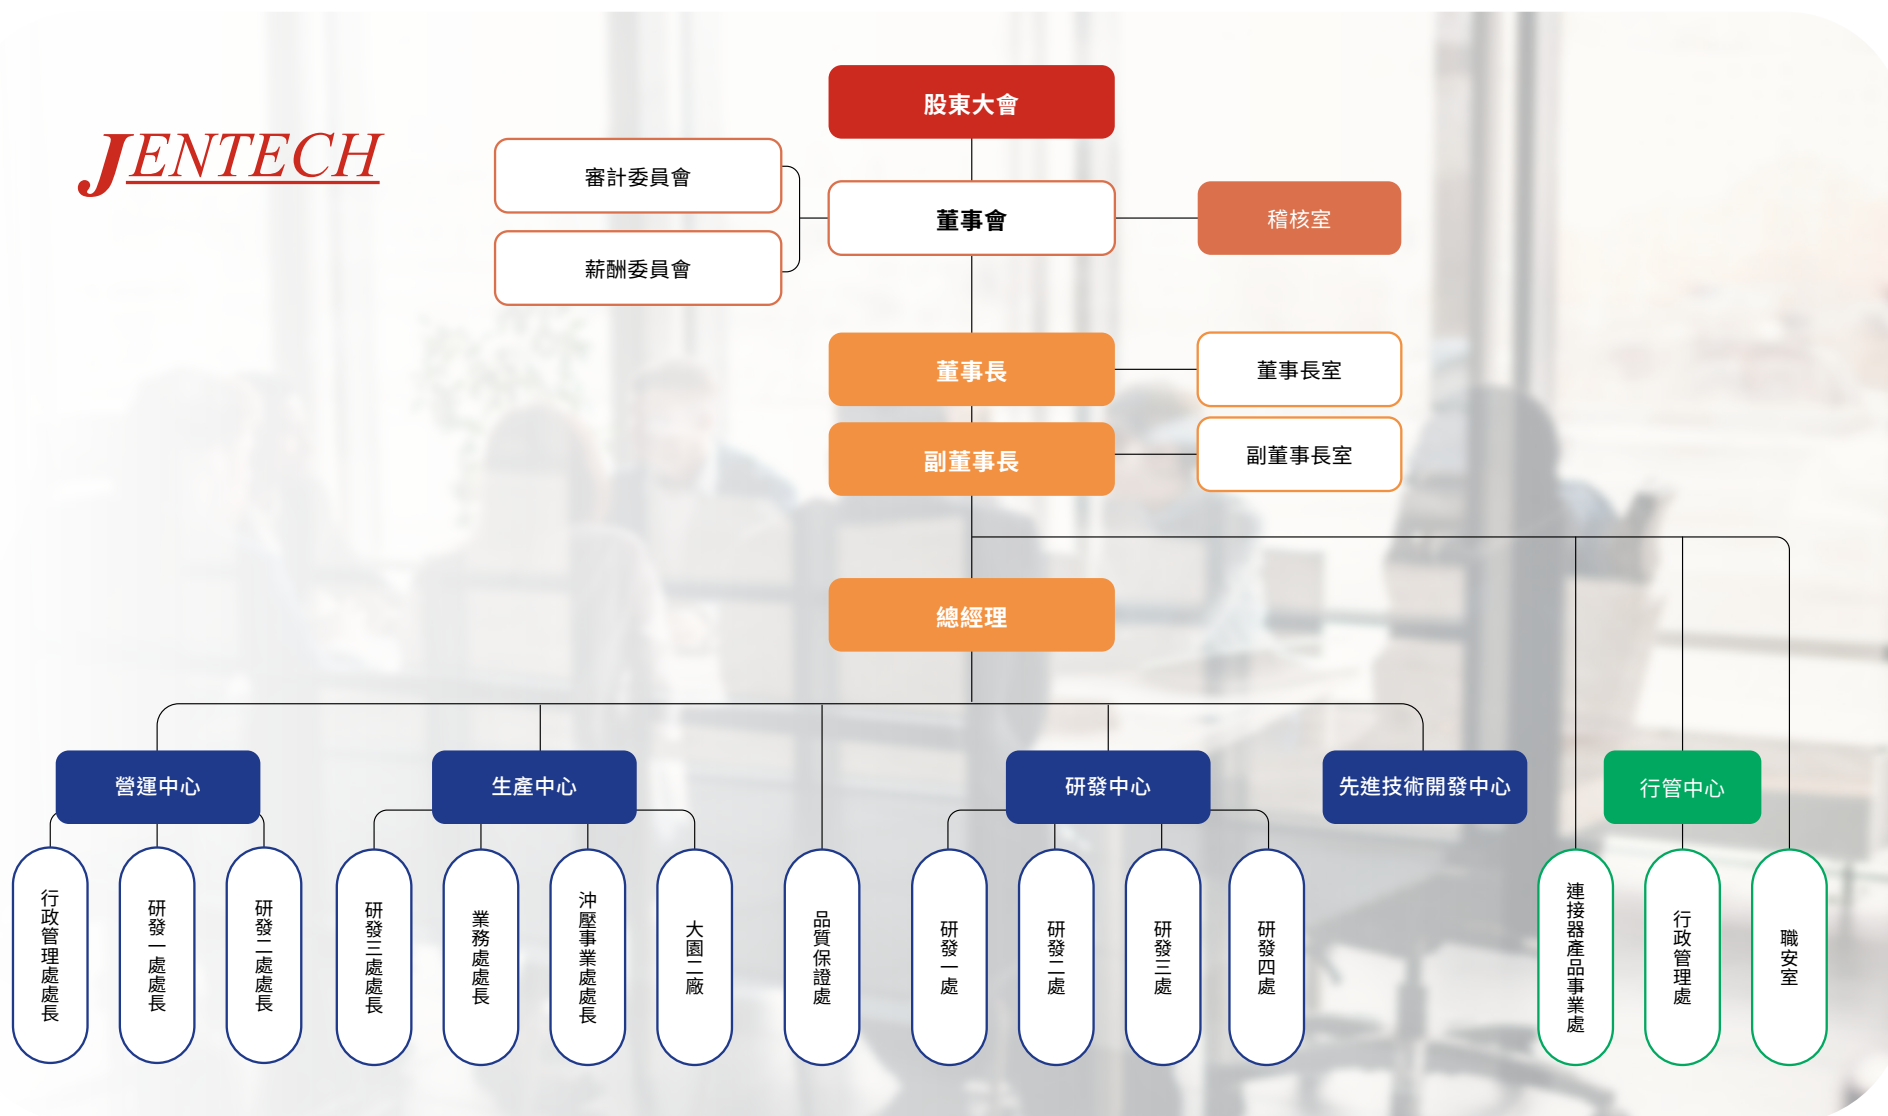 JENTECH
股東大會
審計委員會
董事會
稽核室
薪酬委員會
董事長
董事長室
副董事長
副董事長室
總經理
營運中心
生產中心
研發中心
先進技術開發中心
行管中心
行政管理處處長
研發一處處長
研發二處處長
研發三處處長
業務處處長
沖壓事業處處長
大園二廠
品質保證處
研發一處
研發二處
研發三處
研發四處
連接器產品事業處
行政管理處
職安室